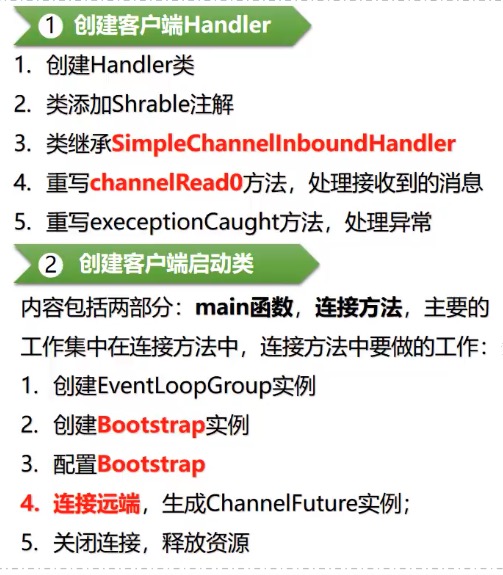 ① 创建客户端Handler
1. 创建Handler类
2. 类添加Shrable注解
3. 类继承SimpleChannelInboundHandler
4. 重写channelRead0方法，处理接收到的消息
5. 重写execeptionCaught方法，处理异常
② 创建客户端启动类
内容包括两部分：main函数，连接方法，主要的
工作集中在连接方法中，连接方法中要做的工作：
1. 创建EventLoopGroup实例
2. 创建Bootstrap实例
3. 配置Bootstrap
4. 连接远端，生成ChannelFuture实例；
5. 关闭连接，释放资源